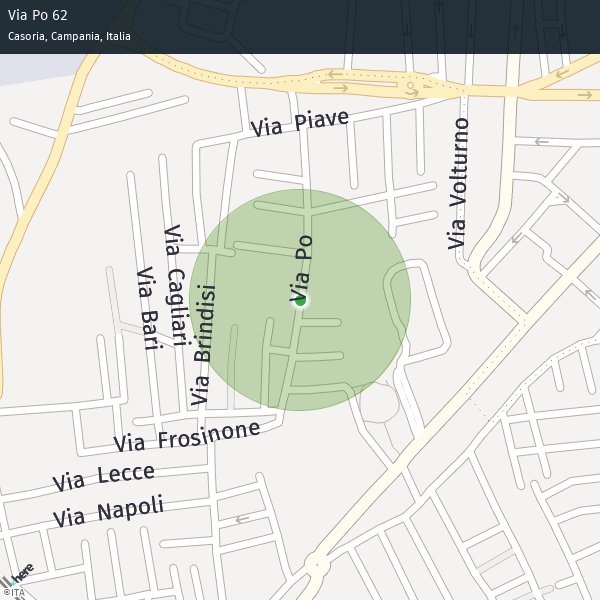 Via Po 62
Casoria, Campania, Italia
Via Piave
Via Volturno
Via Po
Via Cagliari
Via Bari
Via Brindisi
Via Frosinone
Via Lecce
Via Napoli
here
©ITA